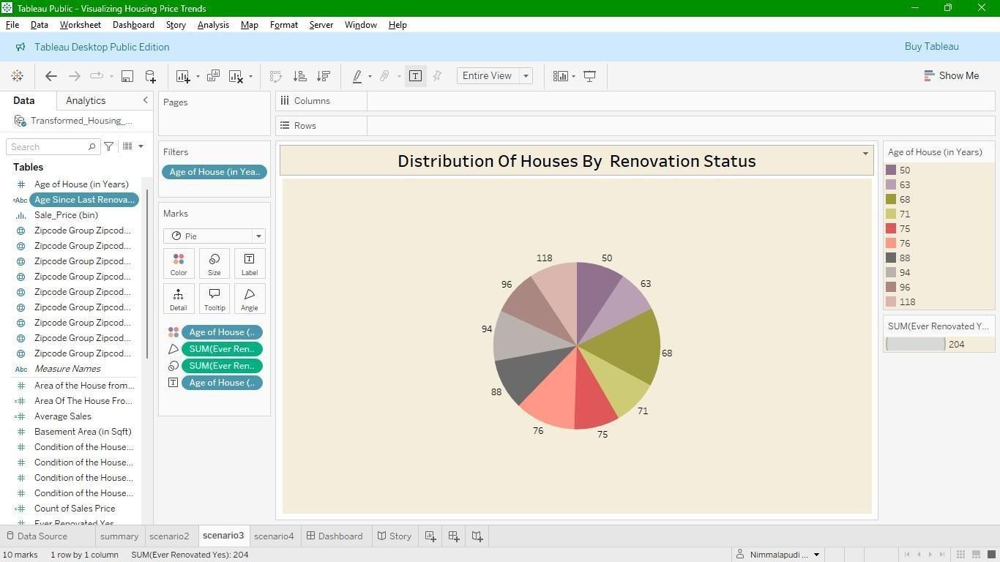 Tableau Public - Visualizing Housing Price Trends
File Data Worksheet Dashboard Story Analysis Map Format Server Window Help
Tableau Desktop Public Edition
Buy Tableau
Entire View
Show Me
Data Analytics
Transformed_Housing_...
Search
Tables
Age of House (in Years)
Abc Age Since Last Renova...
Sale_Price (bin)
Zipcode Group Zipcod...
Zipcode Group Zipcod...
Zipcode Group Zipcod...
Zipcode Group Zipcod...
Zipcode Group Zipcod...
Zipcode Group Zipcod...
Zipcode Group Zipcod...
Zipcode Group Zipcod...
Zipcode Group Zipcod...
Abc Measure Names
Area of the House from...
Area Of The House Fro...
Average Sales
Basement Area (in Sqft)
Condition of the House...
Condition of the House...
Condition of the House...
Condition of the House...
Count of Sales Price
Ever Renovated Yes
Pages
Filters
Age of House (in Yea..
Marks
Pie
Color Size Label
Detail Tooltip Angle
Age of House (..
SUM(Ever Ren..
SUM(Ever Ren..
Age of House (..
Columns
Rows
Distribution Of Houses By Renovation Status
118 50
96 63
94
68
88
71
76 75
Age of House (in Years)
50
63
68
71
75
76
88
94
96
118
SUM(Ever Renovated Y...
204
Data Source summary scenario2 scenario3 scenario4 Dashboard Story
10 marks 1 row by 1 column SUM(Ever Renovated Yes): 204
Nimmalapudi ...